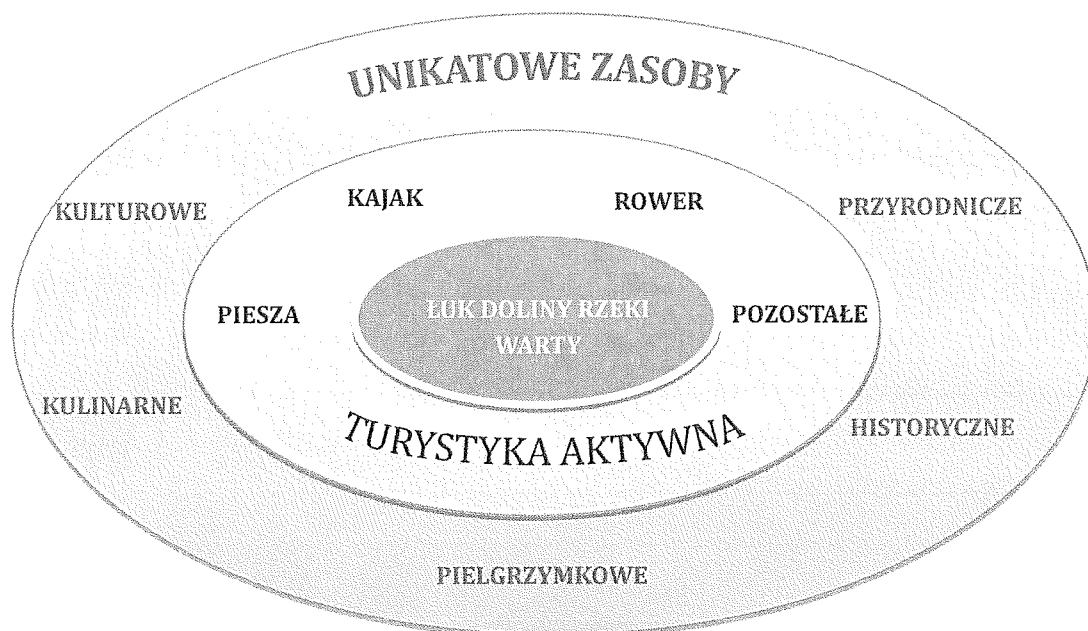 UNIKATOWE ZASOBY
KULTUROWE
KAJAK
ROWER
PRZYRODNICZE
PIESZA
ŁUK DOLINY RZEKI
WARTY
POZOSTAŁE
KULINARNE
TURYSTYKA AKTYWNA
HISTORYCZNE
PIELGRZYMKOWE